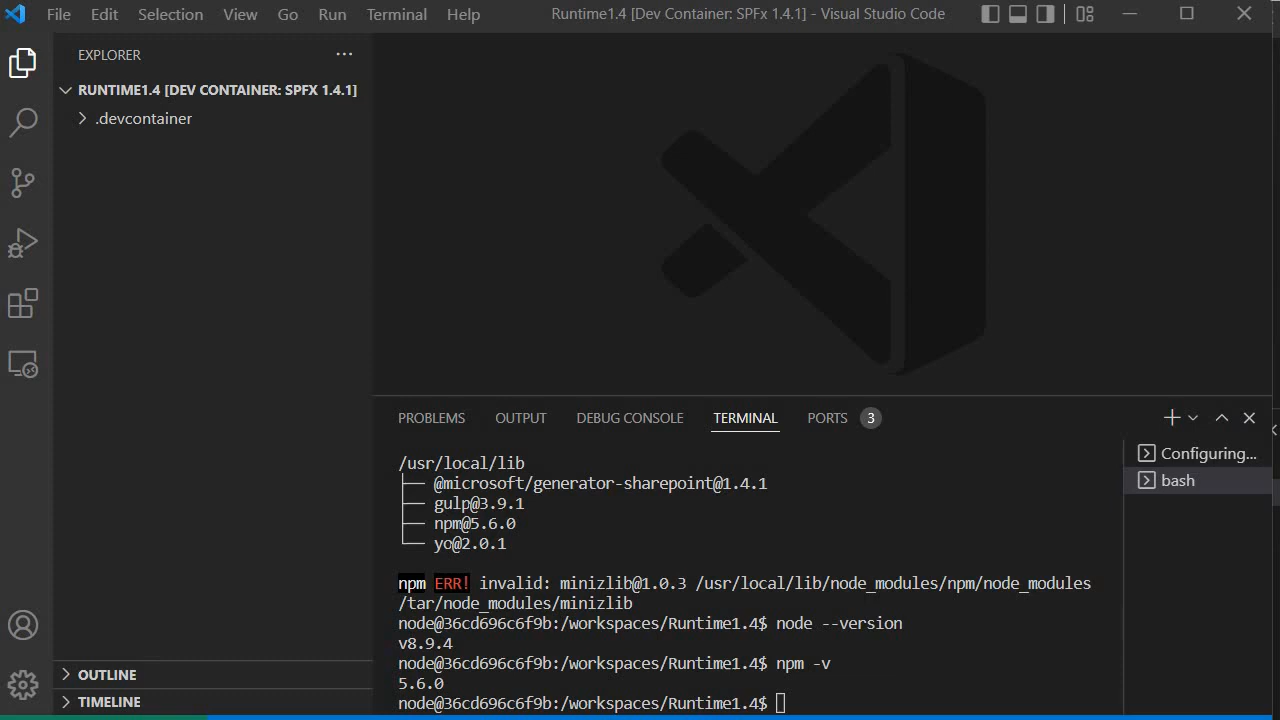 File Edit Selection View Go Run Terminal Help Runtime1.4 [Dev Container: SPFx 1.4.1] - Visual Studio Code
EXPLORER
RUNTIME1.4 [DEV CONTAINER: SPFX 1.4.1]
.devcontainer
OUTLINE
TIMELINE
PROBLEMS OUTPUT DEBUG CONSOLE TERMINAL PORTS 3
/usr/local/lib
├── @microsoft/generator-sharepoint@1.4.1
├── gulp@3.9.1
├── npm@5.6.0
└── yo@2.0.1
npm ERR! invalid: minizlib@1.0.3 /usr/local/lib/node_modules/npm/node_modules
/tar/node_modules/minizlib
node@36cd696c6f9b:/workspaces/Runtime1.4$ node --version
v8.9.4
node@36cd696c6f9b:/workspaces/Runtime1.4$ npm -v
5.6.0
node@36cd696c6f9b:/workspaces/Runtime1.4$
Configuring...
bash